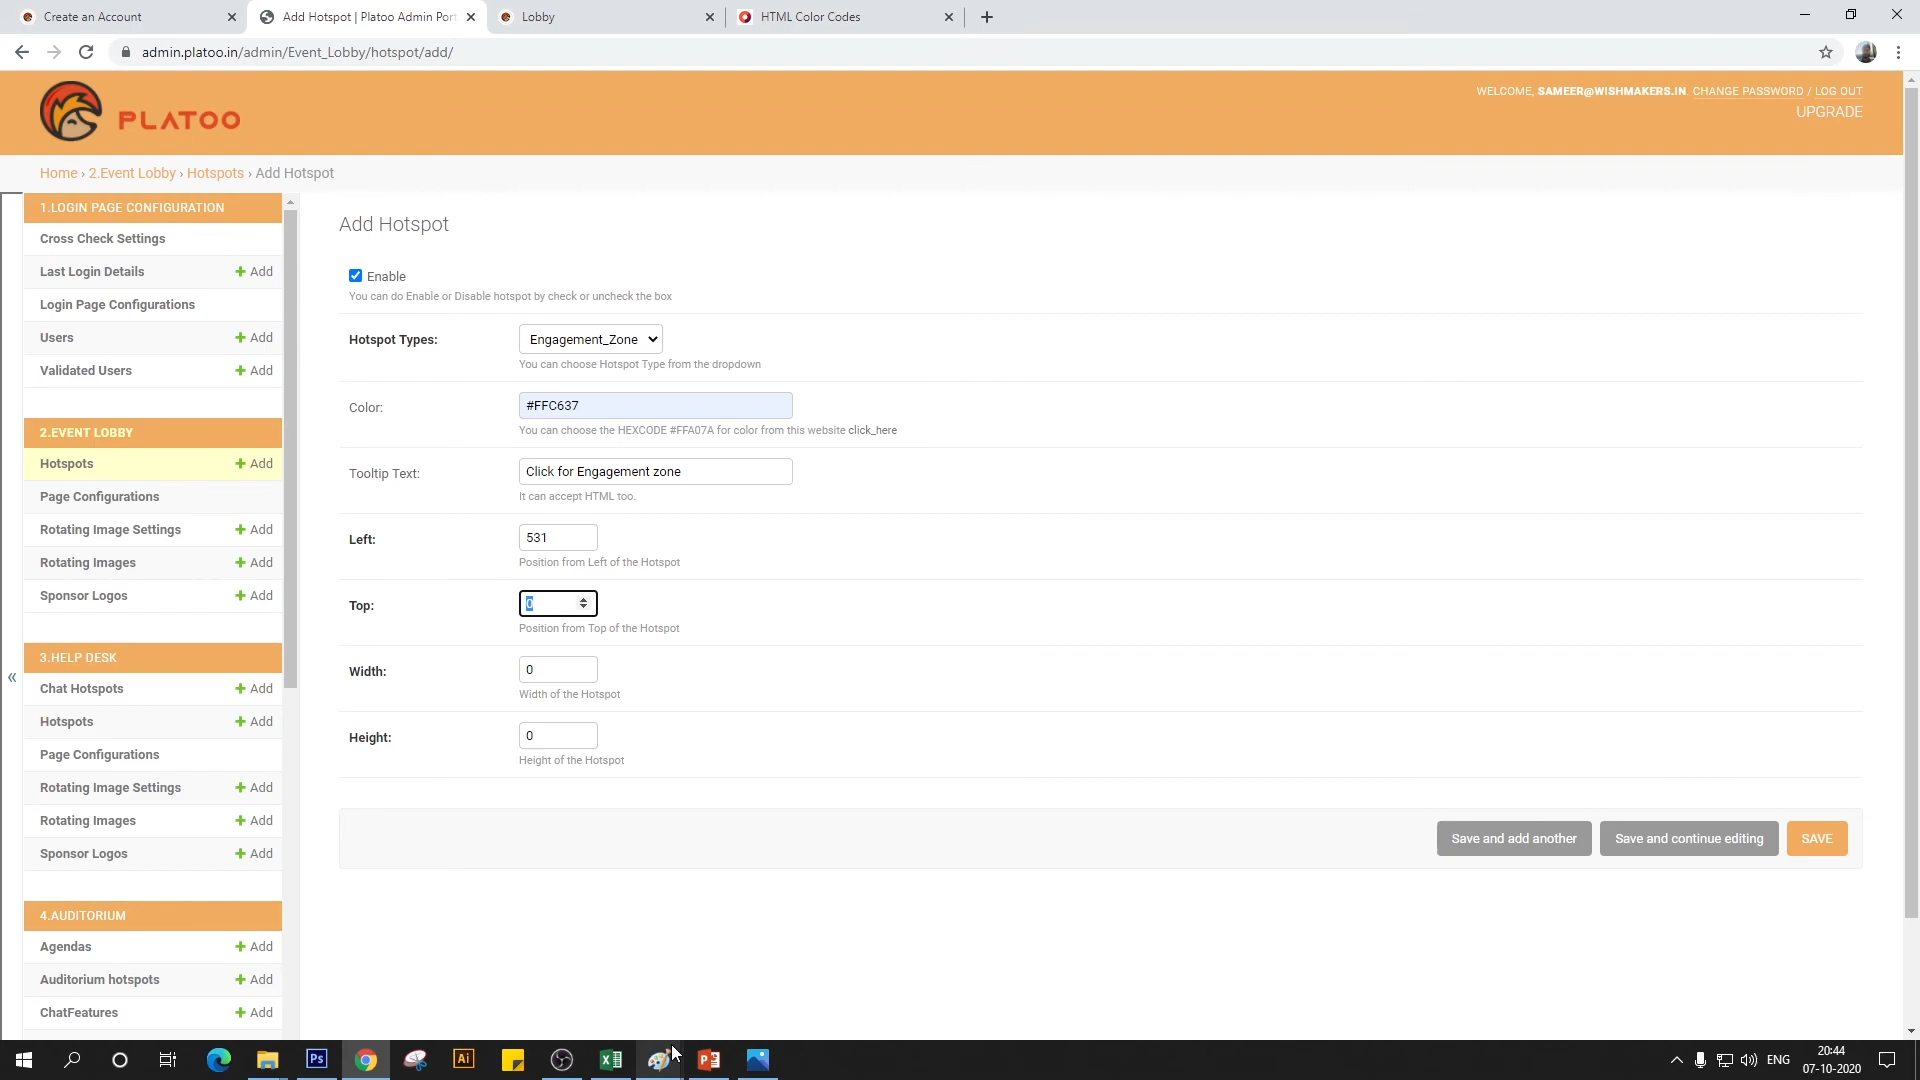 Create an Account
Add Hotspot | Platoo Admin Port
Lobby
HTML Color Codes
admin.platoo.in/admin/Event_Lobby/hotspot/add/
PLATOO
WELCOME, SAMEER@WISHMAKERS.IN. CHANGE PASSWORD / LOG OUT
UPGRADE
Home › 2.Event Lobby › Hotspots › Add Hotspot
1.LOGIN PAGE CONFIGURATION
Cross Check Settings
Last Login Details Add
Login Page Configurations
Users Add
Validated Users Add
2.EVENT LOBBY
Hotspots Add
Page Configurations
Rotating Image Settings Add
Rotating Images Add
Sponsor Logos Add
3.HELP DESK
Chat Hotspots Add
Hotspots Add
Page Configurations
Rotating Image Settings Add
Rotating Images Add
Sponsor Logos Add
4.AUDITORIUM
Agendas Add
Auditorium hotspots Add
ChatFeatures Add
«
Add Hotspot
Enable
You can do Enable or Disable hotspot by check or uncheck the box
Hotspot Types: Engagement_Zone
You can choose Hotspot Type from the dropdown
Color: #FFC637
You can choose the HEXCODE #FFA07A for color from this website click_here
Tooltip Text: Click for Engagement zone
It can accept HTML too.
Left: 531
Position from Left of the Hotspot
Top: 0
Position from Top of the Hotspot
Width: 0
Width of the Hotspot
Height: 0
Height of the Hotspot
Save and add another Save and continue editing SAVE
Ps
Ai
ENG
20:44
07-10-2020